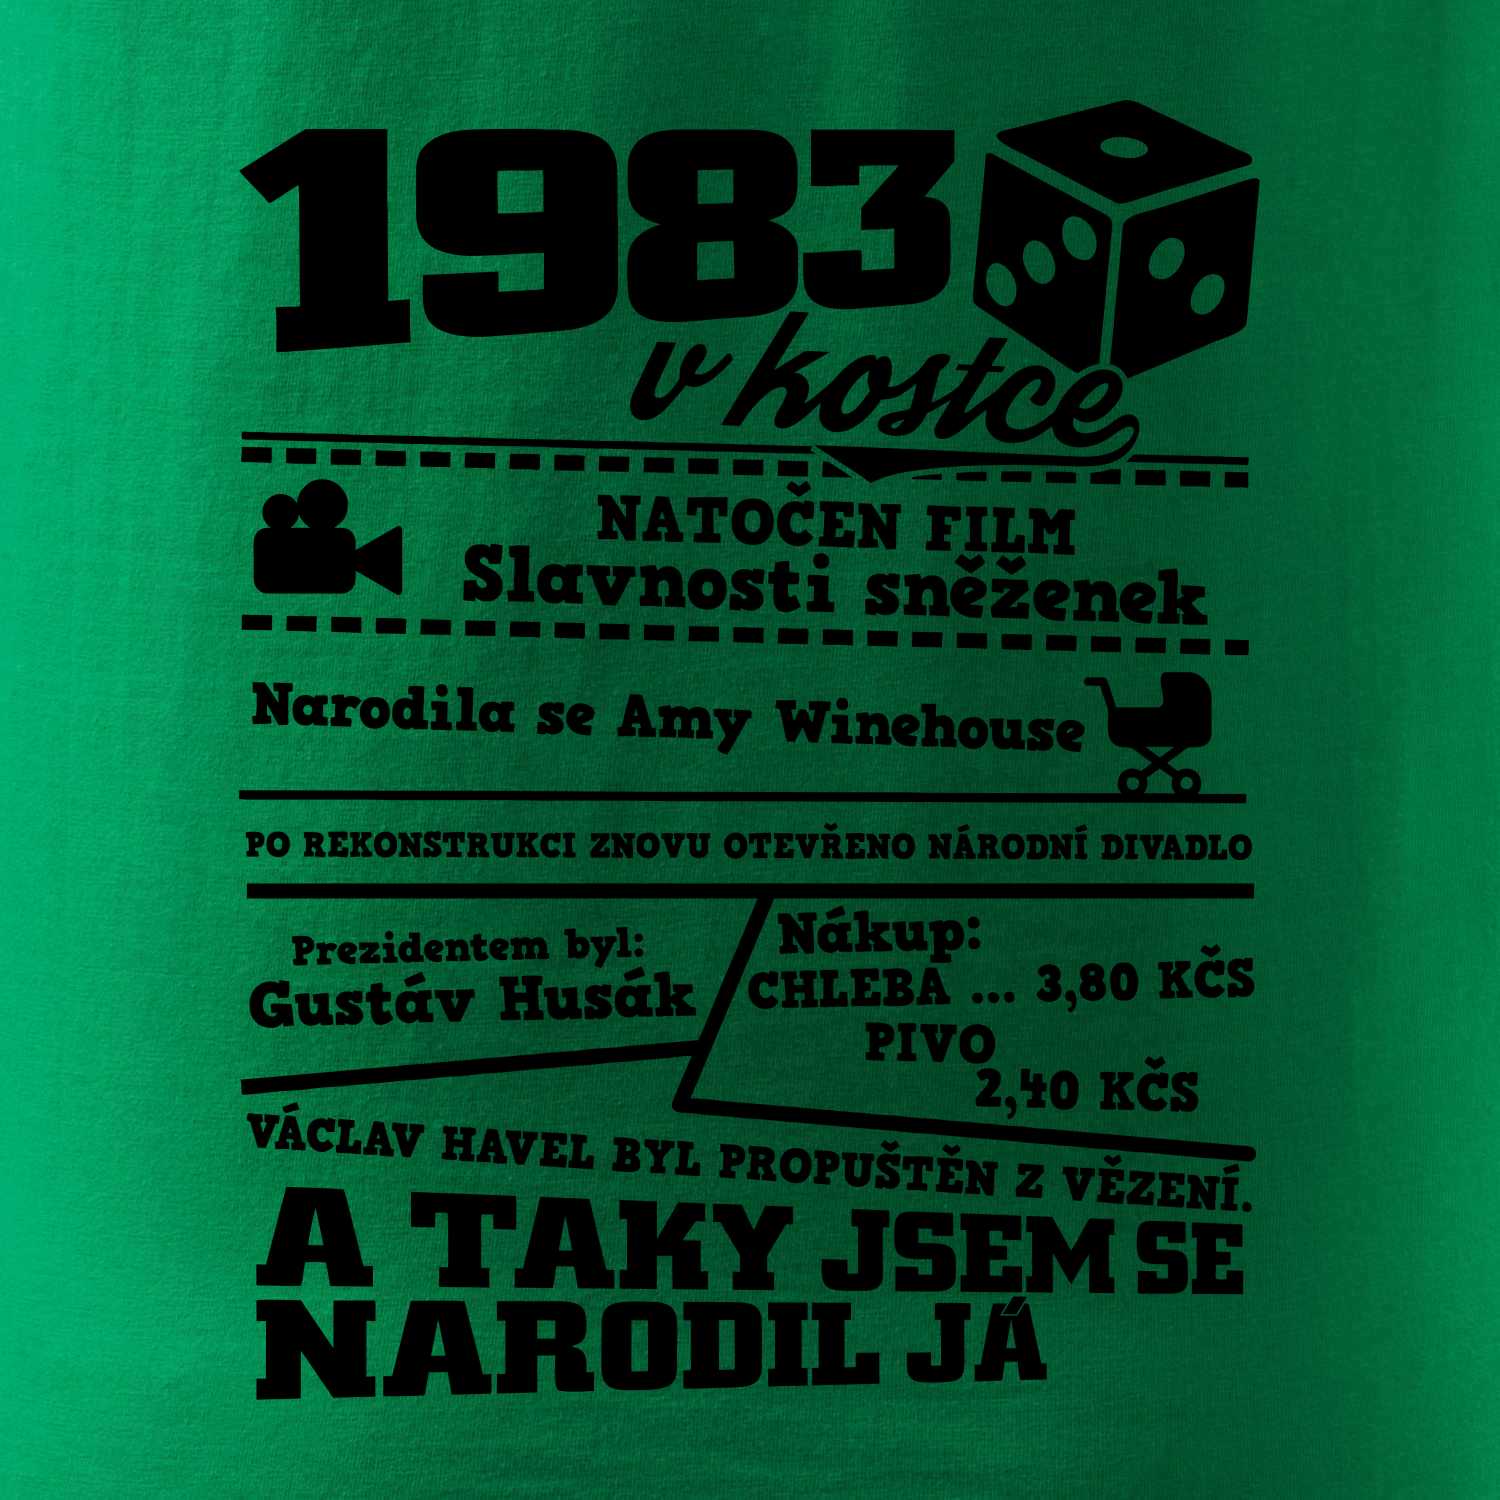 1983
v kostce
NATOČEN FILM
Slavnosti sněženek
Narodila se Amy Winehouse
PO REKONSTRUKCI ZNOVU OTEVŘENO NÁRODNÍ DIVADLO
Prezidentem byl:
Gustáv Husák
Nákup:
CHLEBA ... 3,80 KČS
PIVO
2,40 KČS
VÁCLAV HAVEL BYL PROPUŠTĚN Z VĚZENÍ.
A TAKY JSEM SE
NARODIL JÁ